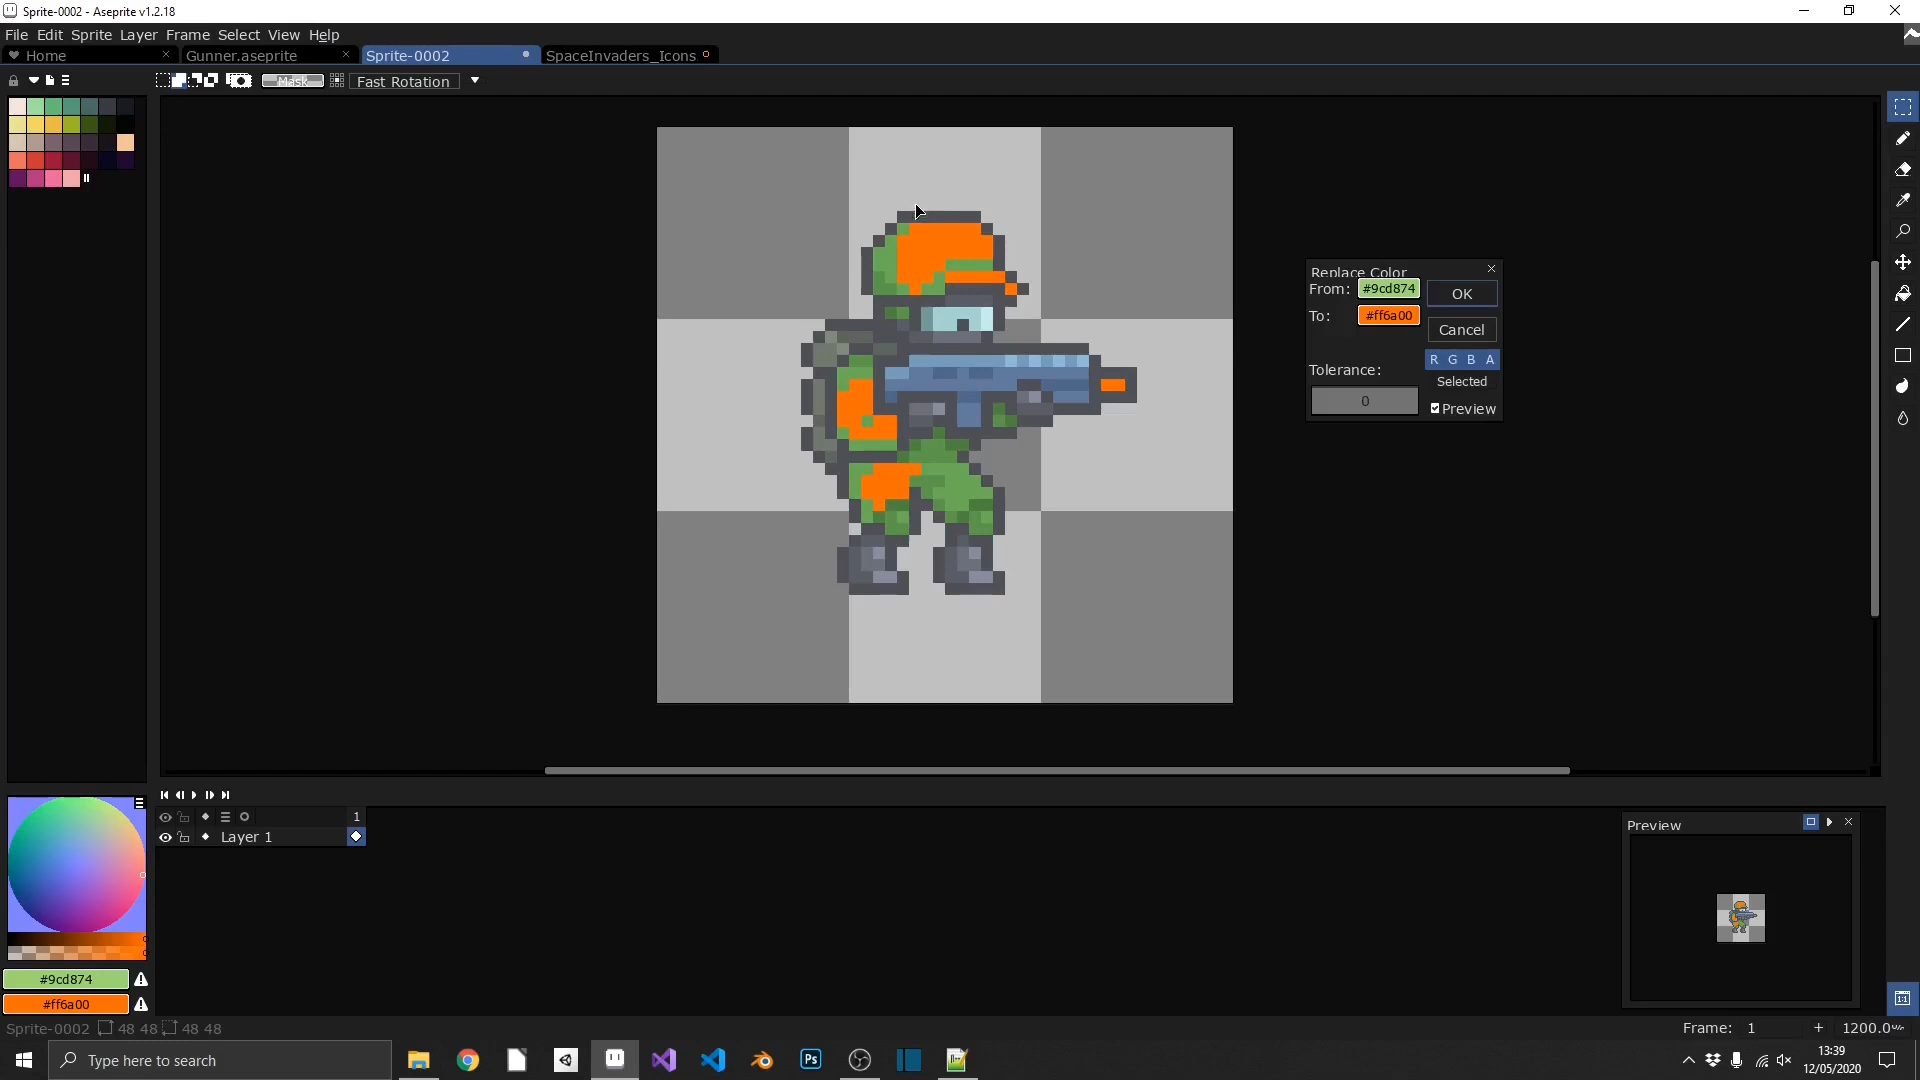 Sprite-0002 - Aseprite v1.2.18
File Edit Sprite Layer Frame Select View Help
Home
Gunner.aseprite
Sprite-0002
SpaceInvaders_Icons
Mask
Fast Rotation
Replace Color
From: #9cd874 OK
To: #ff6a00 Cancel
R G B A
Tolerance: Selected
0 Preview
1
Layer 1
Preview
#9cd874
#ff6a00
Sprite-0002 48 48 48 48
Frame: 1 + 1200.0
Type here to search
Ps
13:39
12/05/2020